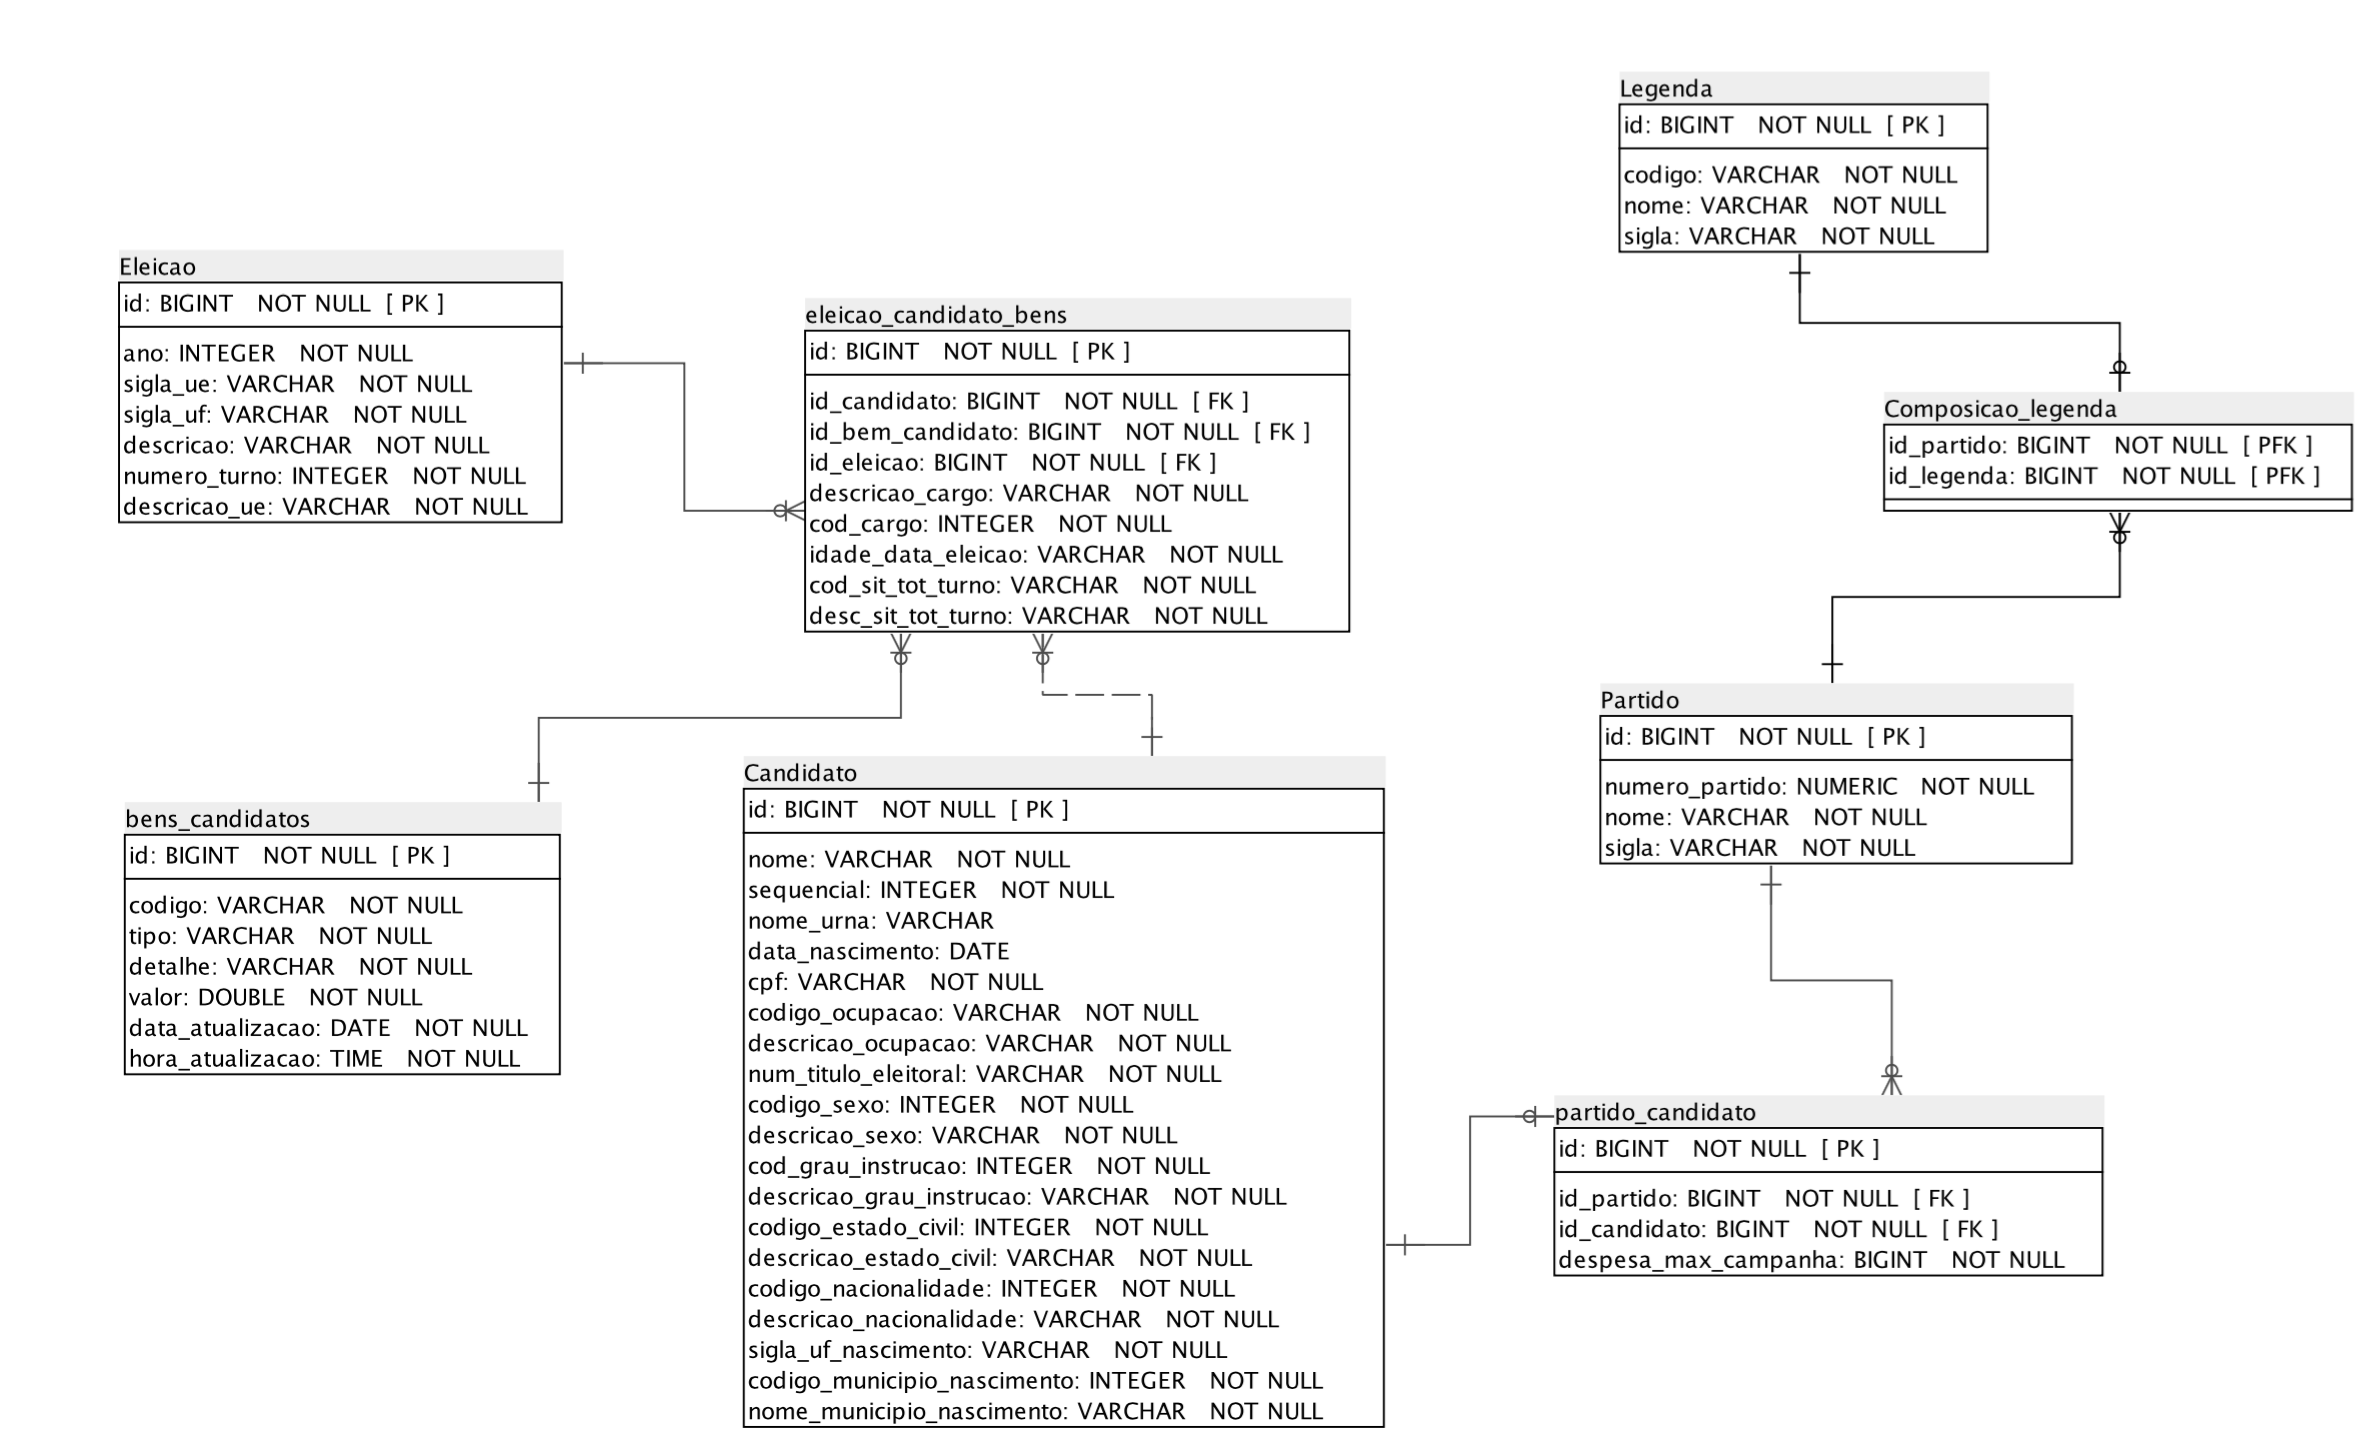 Legenda
id: BIGINT NOT NULL [ PK ]
codigo: VARCHAR NOT NULL
nome: VARCHAR NOT NULL
sigla: VARCHAR NOT NULL
Eleicao
id: BIGINT NOT NULL [ PK ]
ano: INTEGER NOT NULL
sigla_ue: VARCHAR NOT NULL
sigla_uf: VARCHAR NOT NULL
descricao: VARCHAR NOT NULL
numero_turno: INTEGER NOT NULL
descricao_ue: VARCHAR NOT NULL
eleicao_candidato_bens
id: BIGINT NOT NULL [ PK ]
id_candidato: BIGINT NOT NULL [ FK ]
id_bem_candidato: BIGINT NOT NULL [ FK ]
id_eleicao: BIGINT NOT NULL [ FK ]
descricao_cargo: VARCHAR NOT NULL
cod_cargo: INTEGER NOT NULL
idade_data_eleicao: VARCHAR NOT NULL
cod_sit_tot_turno: VARCHAR NOT NULL
desc_sit_tot_turno: VARCHAR NOT NULL
Composicao_legenda
id_partido: BIGINT NOT NULL [ PFK ]
id_legenda: BIGINT NOT NULL [ PFK ]
Partido
id: BIGINT NOT NULL [ PK ]
numero_partido: NUMERIC NOT NULL
nome: VARCHAR NOT NULL
sigla: VARCHAR NOT NULL
bens_candidatos
id: BIGINT NOT NULL [ PK ]
codigo: VARCHAR NOT NULL
tipo: VARCHAR NOT NULL
detalhe: VARCHAR NOT NULL
valor: DOUBLE NOT NULL
data_atualizacao: DATE NOT NULL
hora_atualizacao: TIME NOT NULL
Candidato
id: BIGINT NOT NULL [ PK ]
nome: VARCHAR NOT NULL
sequencial: INTEGER NOT NULL
nome_urna: VARCHAR
data_nascimento: DATE
cpf: VARCHAR NOT NULL
codigo_ocupacao: VARCHAR NOT NULL
descricao_ocupacao: VARCHAR NOT NULL
num_titulo_eleitoral: VARCHAR NOT NULL
codigo_sexo: INTEGER NOT NULL
descricao_sexo: VARCHAR NOT NULL
cod_grau_instrucao: INTEGER NOT NULL
descricao_grau_instrucao: VARCHAR NOT NULL
codigo_estado_civil: INTEGER NOT NULL
descricao_estado_civil: VARCHAR NOT NULL
codigo_nacionalidade: INTEGER NOT NULL
descricao_nacionalidade: VARCHAR NOT NULL
sigla_uf_nascimento: VARCHAR NOT NULL
codigo_municipio_nascimento: INTEGER NOT NULL
nome_municipio_nascimento: VARCHAR NOT NULL
partido_candidato
id: BIGINT NOT NULL [ PK ]
id_partido: BIGINT NOT NULL [ FK ]
id_candidato: BIGINT NOT NULL [ FK ]
despesa_max_campanha: BIGINT NOT NULL